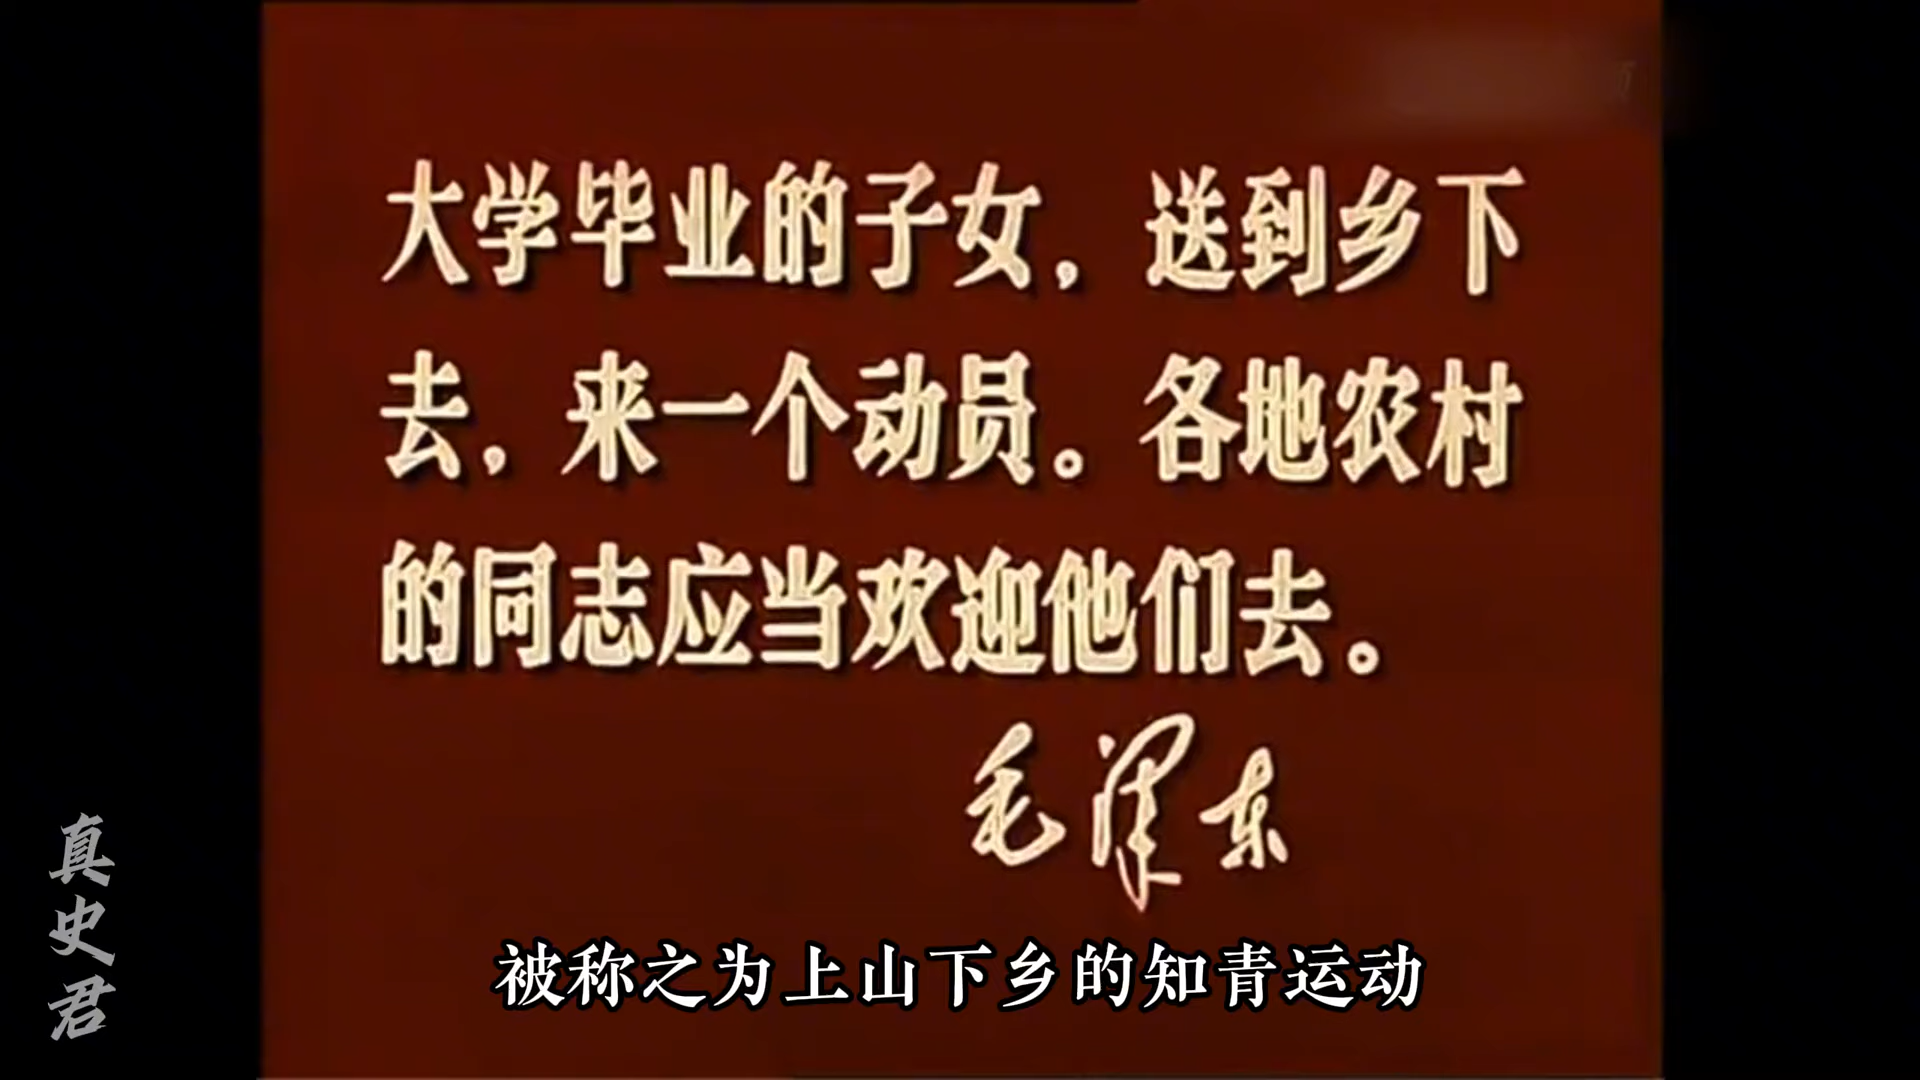 大学毕业的子女，送到乡下
去，来一个动员。各地农村
的同志应当欢迎他们去。
毛泽东
真史君
被称之为上山下乡的知青运动